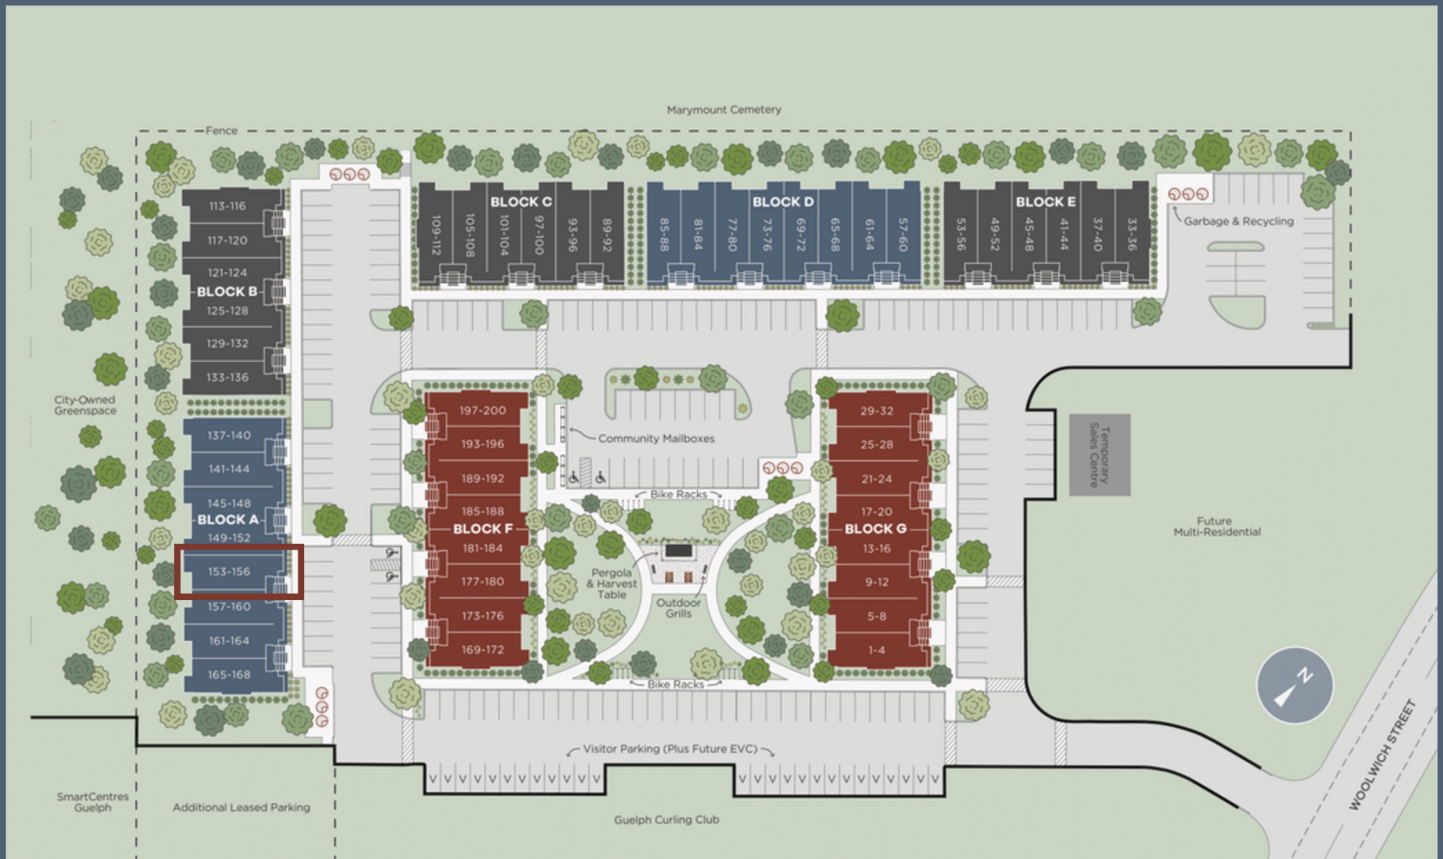 Marymount Cemetery
Fence
BLOCK C
109-112
105-108
101-104
97-100
93-96
89-92
BLOCK D
85-88
81-84
77-80
73-76
69-72
65-68
61-64
57-60
BLOCK E
53-56
49-52
45-48
41-44
37-40
33-36
Garbage & Recycling
113-116
117-120
121-124
BLOCK B
125-128
129-132
133-136
City-Owned
Greenspace
137-140
141-144
145-148
BLOCK A
149-152
153-156
157-160
161-164
165-168
197-200
193-196
189-192
185-188
BLOCK F
181-184
177-180
173-176
169-172
Community Mailboxes
Bike Racks
Pergola
& Harvest
Table
Outdoor
Grills
Bike Racks
29-32
25-28
21-24
17-20
BLOCK G
13-16
9-12
5-8
1-4
Temporary
Sales Centre
Future
Multi-Residential
N
WOOLWICH STREET
Visitor Parking (Plus Future EVC)
V V V V V V V V V V V V V
V V V V V V V V V V V V V V V
SmartCentres
Guelph
Additional Leased Parking
Guelph Curling Club